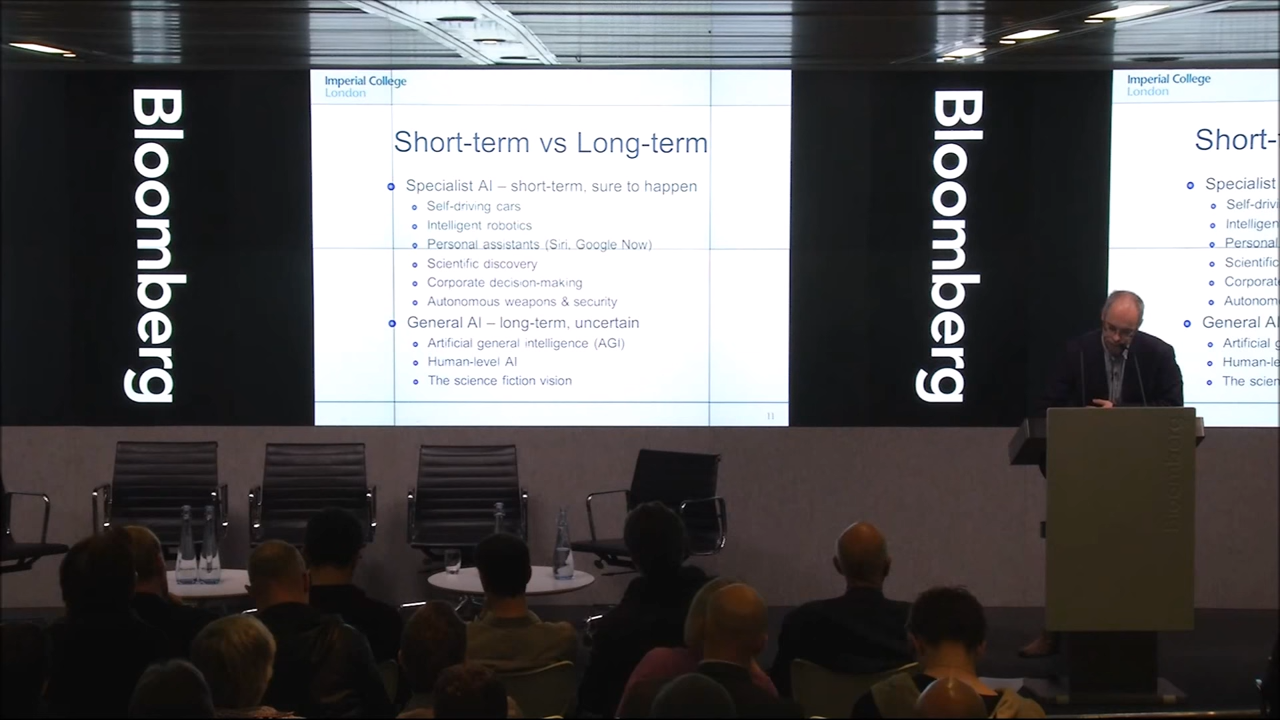 Bloomberg
Imperial College
London
Short-term vs Long-term
Specialist AI – short-term, sure to happen
Self-driving cars
Intelligent robotics
Personal assistants (Siri, Google Now)
Scientific discovery
Corporate decision-making
Autonomous weapons & security
General AI – long-term, uncertain
Artificial general intelligence (AGI)
Human-level AI
The science fiction vision
11
Bloomberg
Imperial College
London
Short-
Specialist
Self-drivi
Intelligen
Personal
Scientific
Corporat
Autonom
General AI
Artificial g
Human-le
The scien
Bloomberg